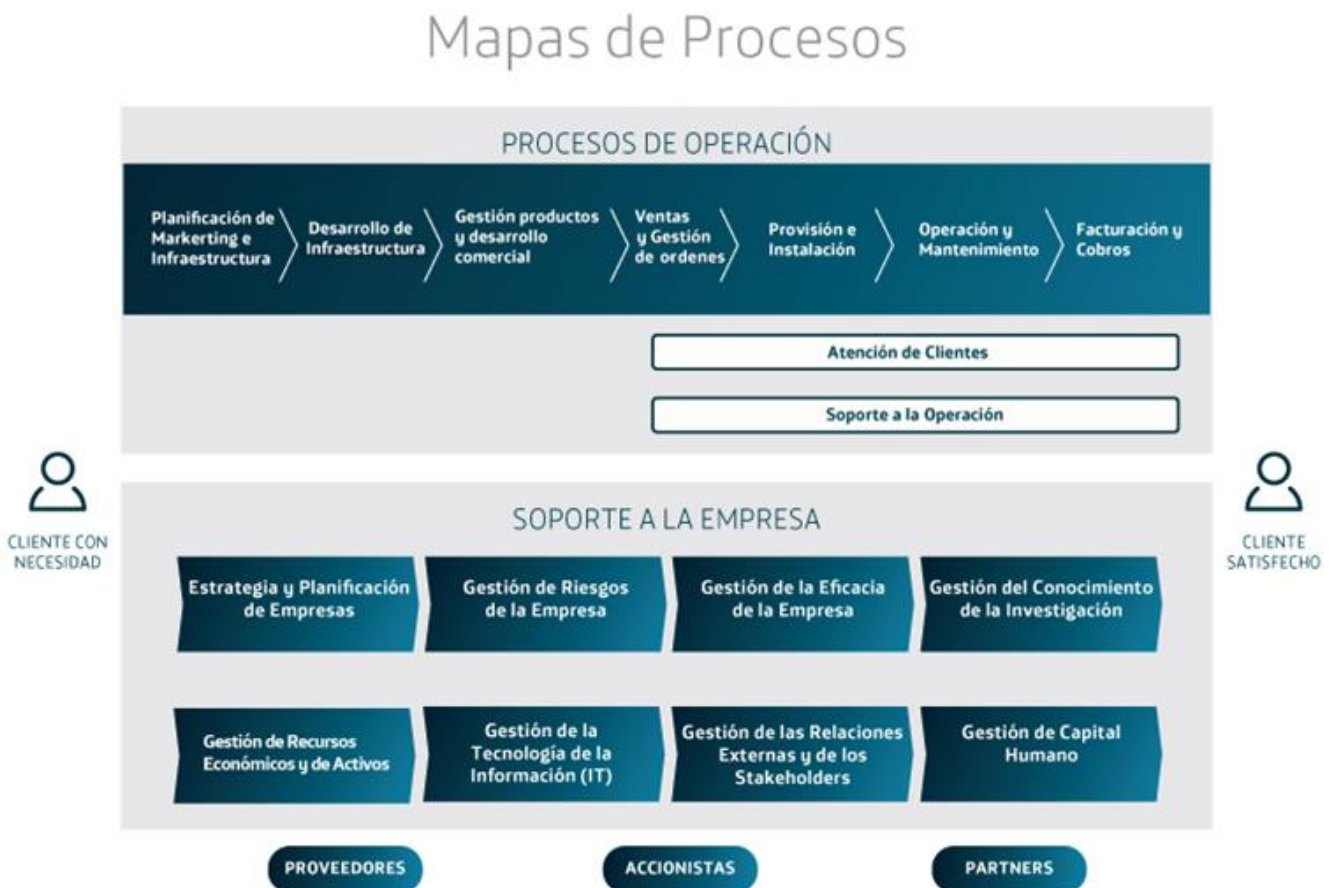 Mapas de Procesos
PROCESOS DE OPERACIÓN
Planificación de
Markerting e
Infraestructura
Desarrollo de
Infraestructura
Gestión productos
y desarrollo
comercial
Ventas
y Gestión
de ordenes
Provisión e
Instalación
Operación y
Mantenimiento
Facturación y
Cobros
Atención de Clientes
Soporte a la Operación
CLIENTE CON
NECESIDAD
CLIENTE
SATISFECHO
SOPORTE A LA EMPRESA
Estrategia y Planificación
de Empresas
Gestión de Riesgos
de la Empresa
Gestión de la Eficacia
de la Empresa
Gestión del Conocimiento
de la Investigación
Gestión de Recursos
Económicos y de Activos
Gestión de la
Tecnología de la
Información (IT)
Gestión de las Relaciones
Externas y de los
Stakeholders
Gestión de Capital
Humano
PROVEEDORES
ACCIONISTAS
PARTNERS